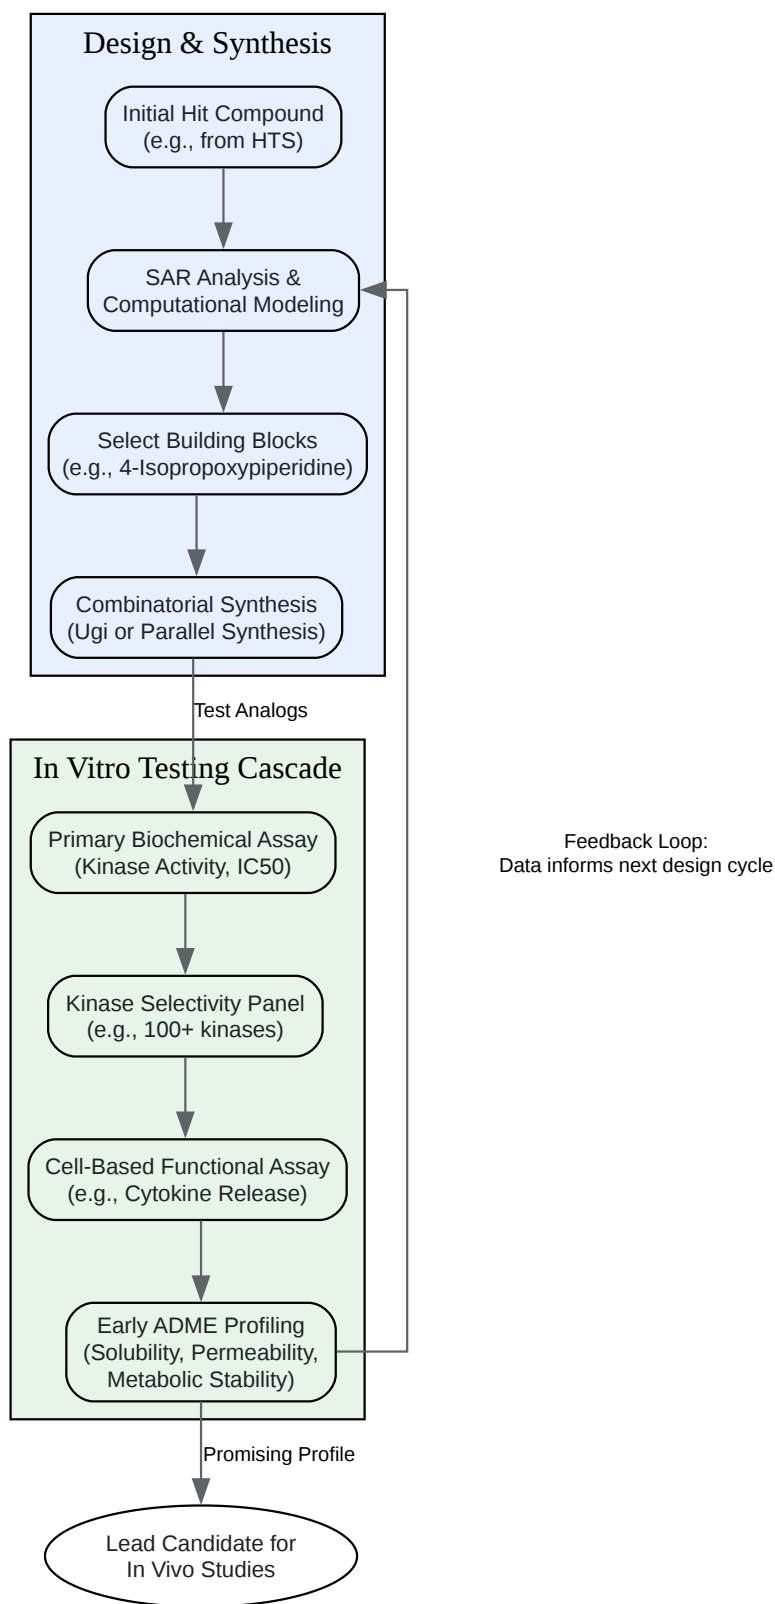 Design & Synthesis
Initial Hit Compound
(e.g., from HTS)
SAR Analysis &
Computational Modeling
Select Building Blocks
(e.g., 4-Isopropoxypiperidine)
Combinatorial Synthesis
(Ugi or Parallel Synthesis)
Test Analogs
In Vitro Testing Cascade
Primary Biochemical Assay
(Kinase Activity, IC50)
Feedback Loop:
Data informs next design cycle
Kinase Selectivity Panel
(e.g., 100+ kinases)
Cell-Based Functional Assay
(e.g., Cytokine Release)
Early ADME Profiling
(Solubility, Permeability,
Metabolic Stability)
Promising Profile
Lead Candidate for
In Vivo Studies